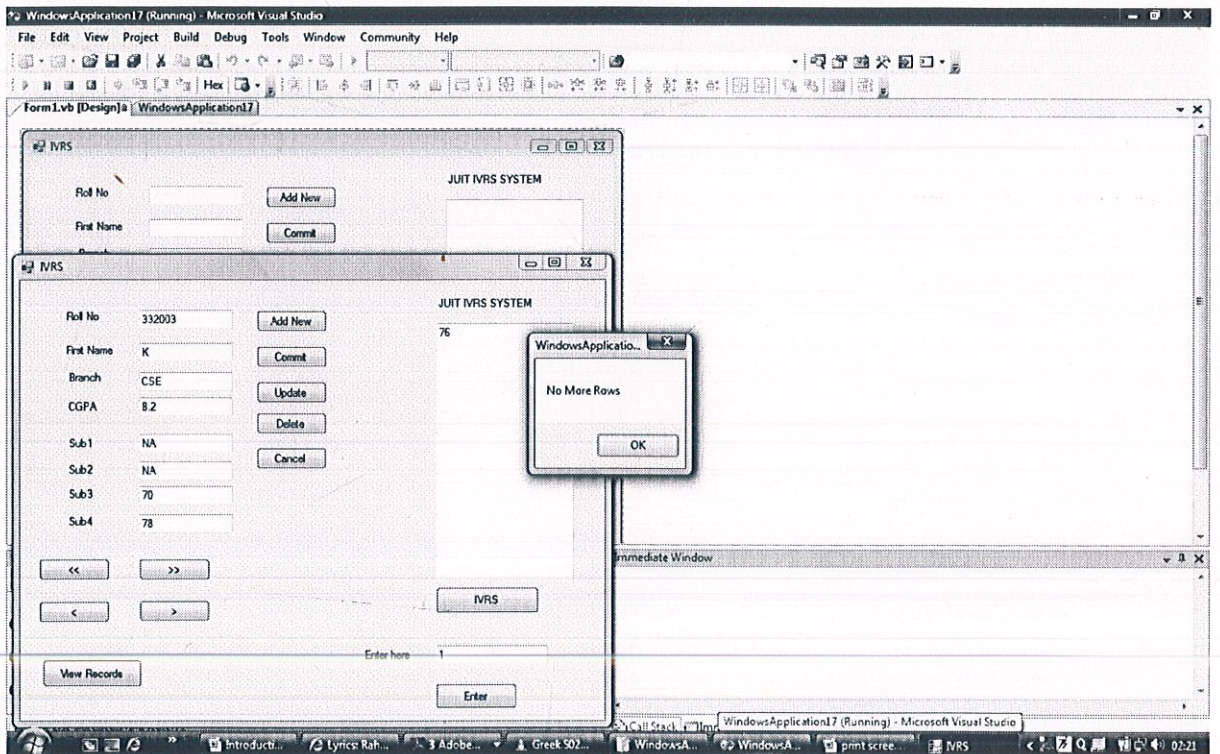 WindowsApplication17 (Running) - Microsoft Visual Studio
File Edit View Project Build Debug Tools Window Community Help
Hex
Form1.vb [Design] WindowsApplication17
IVRS
JUIT IVRS SYSTEM
Roll No
Add New
First Name
Commit
IVRS
JUIT IVRS SYSTEM
Roll No 332003 Add New
76
First Name K Commit
Branch CSE
Update
CGPA 8.2
Delete
Sub1 NA
Cancel
Sub2 NA
Sub3 70
Sub4 78
<< >>
< >
IVRS
Enter here 1
View Records
Enter
WindowsApplicatio...
No More Rows
OK
Immediate Window
Call Stack Imm
WindowsApplication17 (Running) - Microsoft Visual Studio
Introducti... Lyrics: Rah... 3 Adobe... Greek S02... WindowsA... WindowsA... print scree... IVRS 02:21